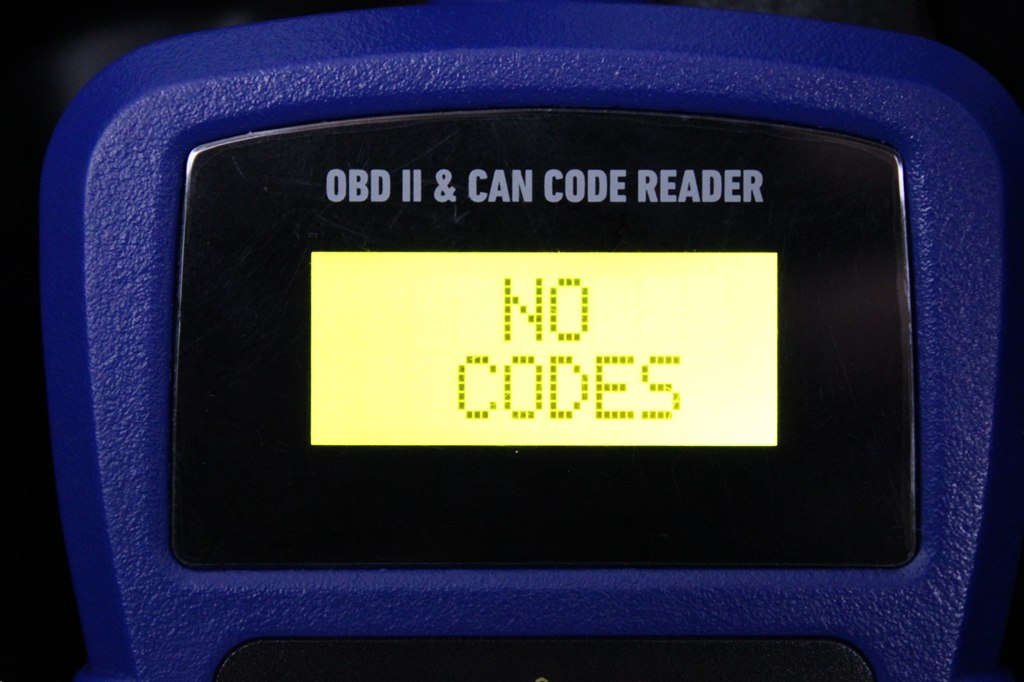 OBD II & CAN CODE READER
NO
CODES